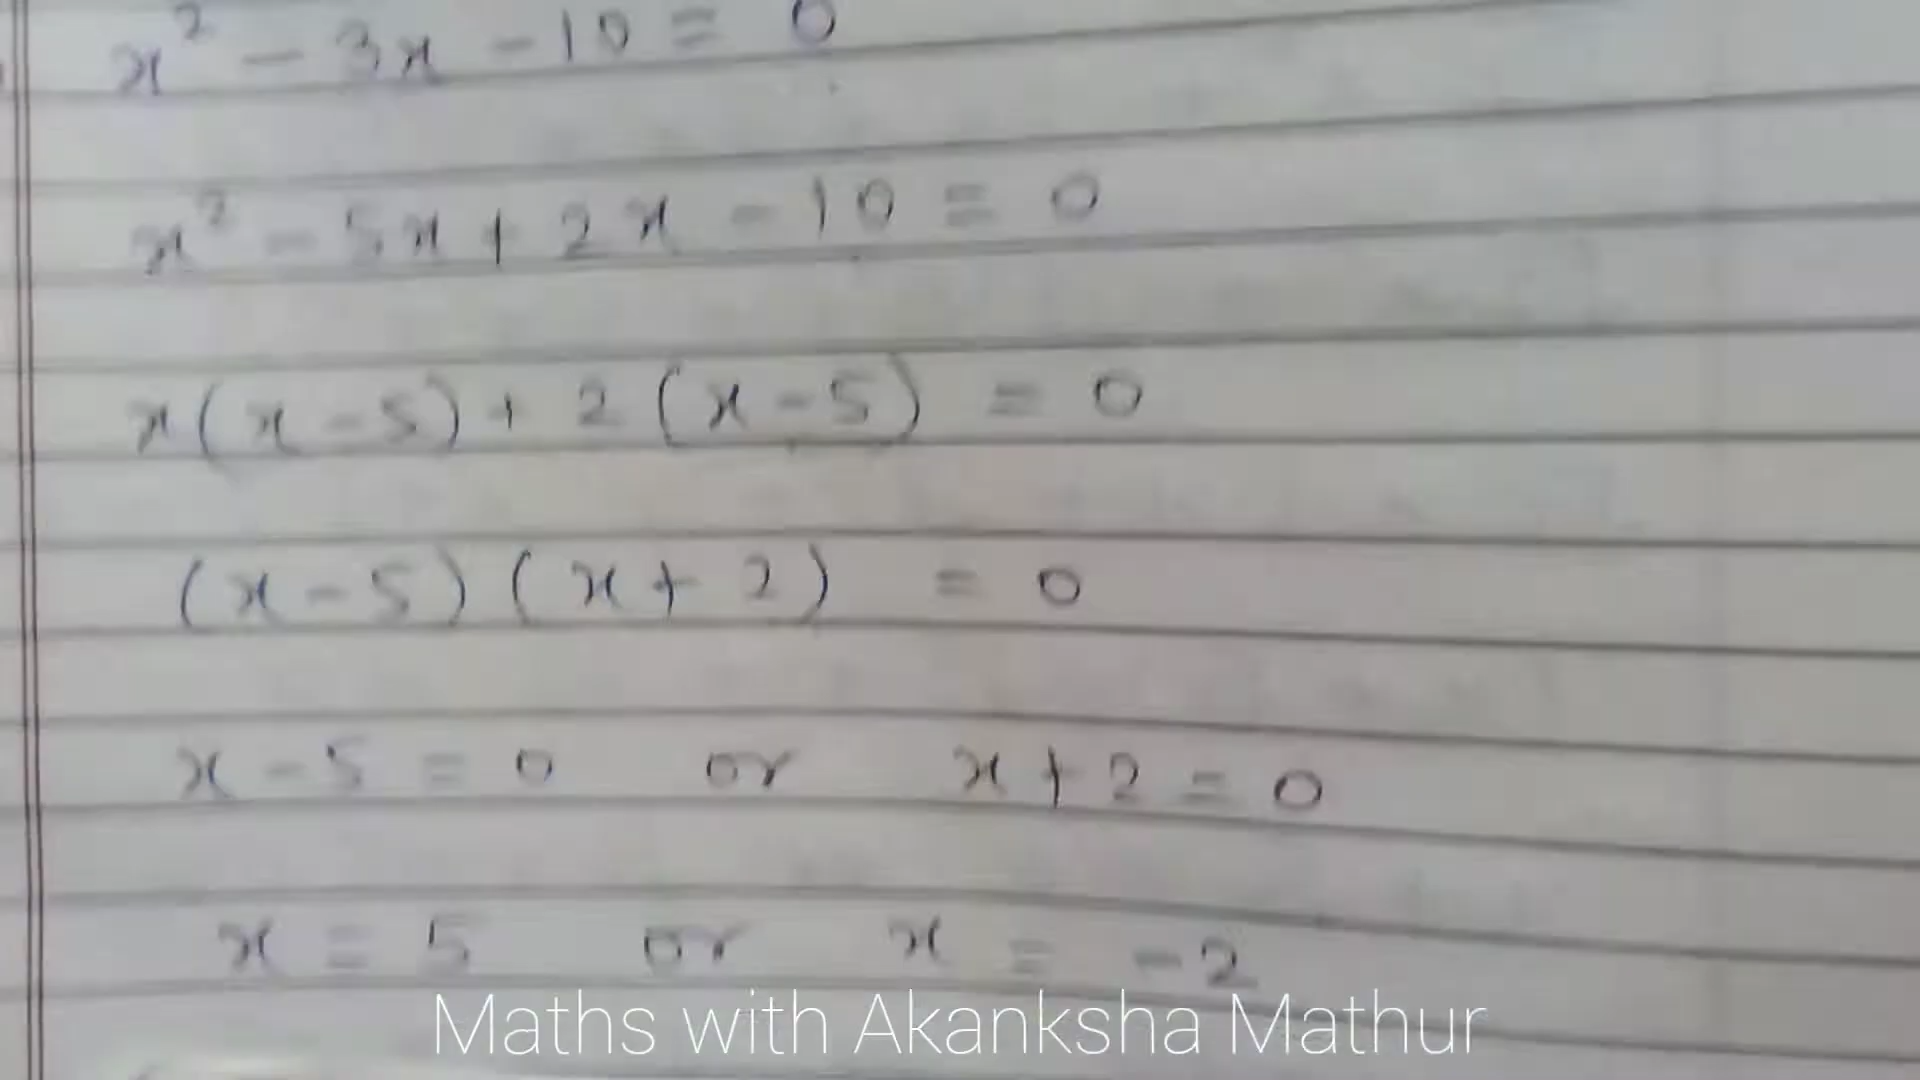 x² - 3x - 10 = 0
x² - 5x + 2x - 10 = 0
x(x-5) + 2(x-5) = 0
(x-5)(x+2) = 0
x - 5 = 0 or x + 2 = 0
x = 5 or x = -2
Maths with Akanksha Mathur